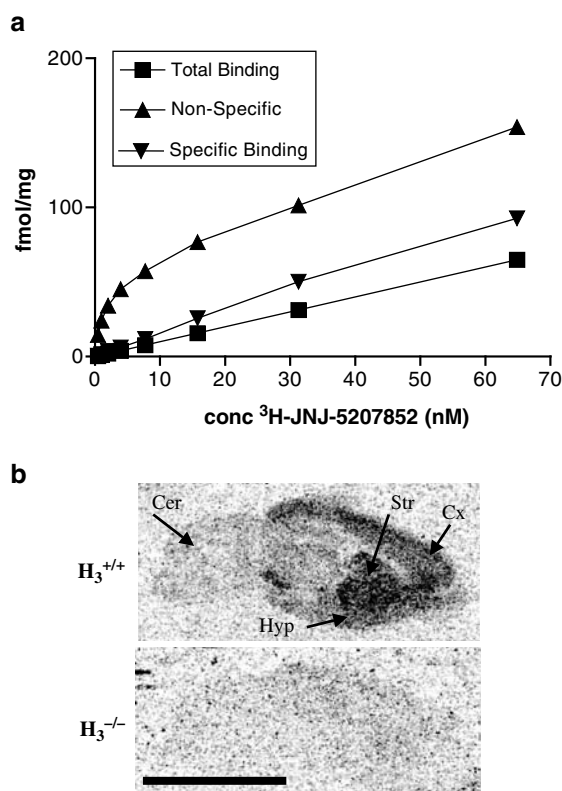 a
200
Total Binding
Non-Specific
Specific Binding
100
0
fmol/mg
0 10 20 30 40 50 60 70
conc ³H-JNJ-5207852 (nM)
b
Cer
Str
Cx
H₃⁺/⁺
Hyp
H₃⁻/⁻